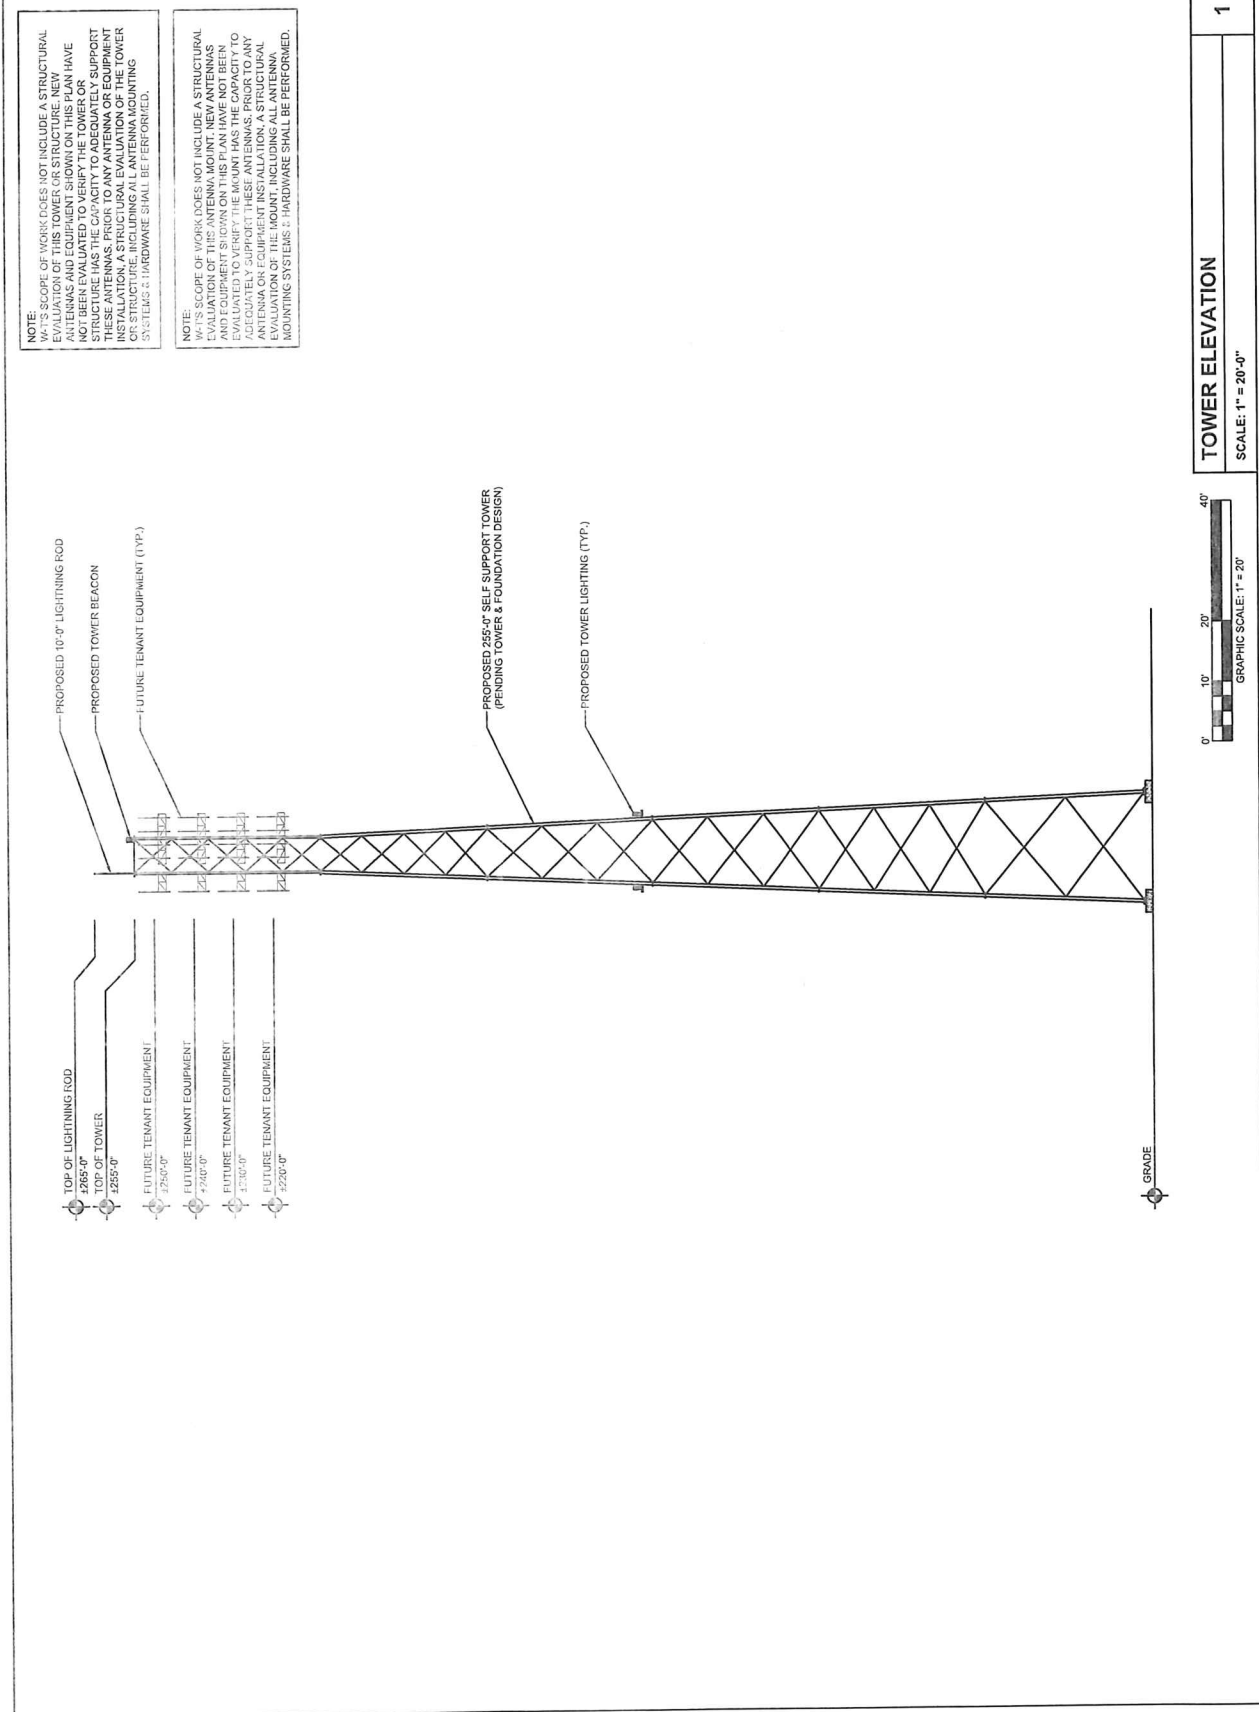 NOTE:
W-T'S SCOPE OF WORK DOES NOT INCLUDE A STRUCTURAL
EVALUATION OF THIS TOWER OR STRUCTURE. NEW
ANTENNAS AND EQUIPMENT SHOWN ON THIS PLAN HAVE
NOT BEEN EVALUATED TO VERIFY THE TOWER OR
STRUCTURE HAS THE CAPACITY TO ADEQUATELY SUPPORT
THESE ANTENNAS. PRIOR TO ANY ANTENNA OR EQUIPMENT
INSTALLATION, A STRUCTURAL EVALUATION OF THE TOWER
OR STRUCTURE, INCLUDING ALL ANTENNA MOUNTING
SYSTEMS & HARDWARE SHALL BE PERFORMED.
NOTE:
W-T'S SCOPE OF WORK DOES NOT INCLUDE A STRUCTURAL
EVALUATION OF THIS ANTENNA MOUNT. NEW ANTENNAS
AND EQUIPMENT SHOWN ON THIS PLAN HAVE NOT BEEN
EVALUATED TO VERIFY THE MOUNT HAS THE CAPACITY TO
ADEQUATELY SUPPORT THESE ANTENNAS. PRIOR TO ANY
ANTENNA OR EQUIPMENT INSTALLATION, A STRUCTURAL
EVALUATION OF THE MOUNT, INCLUDING ALL ANTENNA
MOUNTING SYSTEMS & HARDWARE SHALL BE PERFORMED.
TOP OF LIGHTNING ROD
±265'-0"
TOP OF TOWER
±255'-0"
FUTURE TENANT EQUIPMENT
±250'-0"
FUTURE TENANT EQUIPMENT
±240'-0"
FUTURE TENANT EQUIPMENT
±230'-0"
FUTURE TENANT EQUIPMENT
±220'-0"
PROPOSED 10'-0" LIGHTNING ROD
PROPOSED TOWER BEACON
FUTURE TENANT EQUIPMENT (TYP.)
PROPOSED 255'-0" SELF SUPPORT TOWER
(PENDING TOWER & FOUNDATION DESIGN)
PROPOSED TOWER LIGHTING (TYP.)
GRADE
0' 10' 20' 40'
GRAPHIC SCALE: 1" = 20'
TOWER ELEVATION
SCALE: 1" = 20'-0"
1